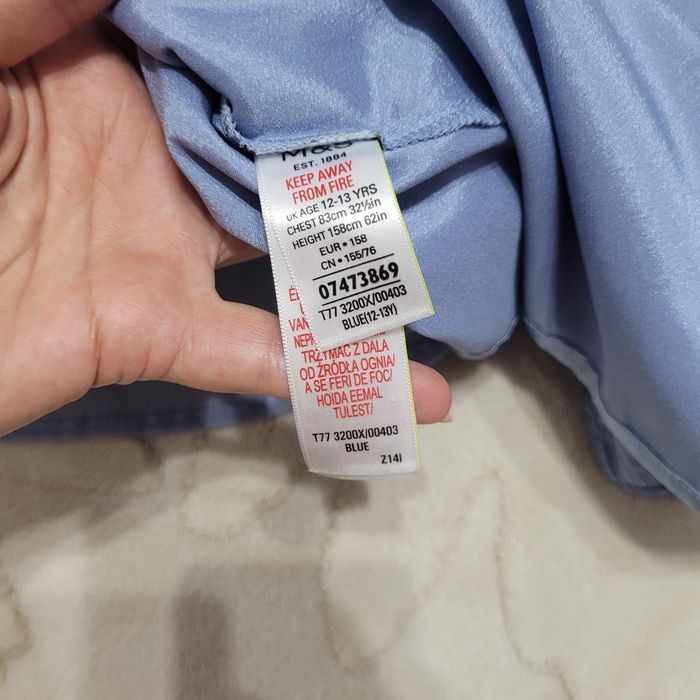 M&S
EST. 1884
KEEP AWAY
FROM FIRE
UK AGE 12-13 YRS
CHEST 83cm 32½in
HEIGHT 158cm 62in
EUR • 158
CN • 155/76
07473869
T77 3200X/00403
BLUE(12-13Y)
TRZYMAĆ Z DALA
OD ŹRÓDŁA OGNIA/
A SE FERI DE FOC/
HOIDA EEMAL
TULEST/
T77 3200X/00403
BLUE
Z14I